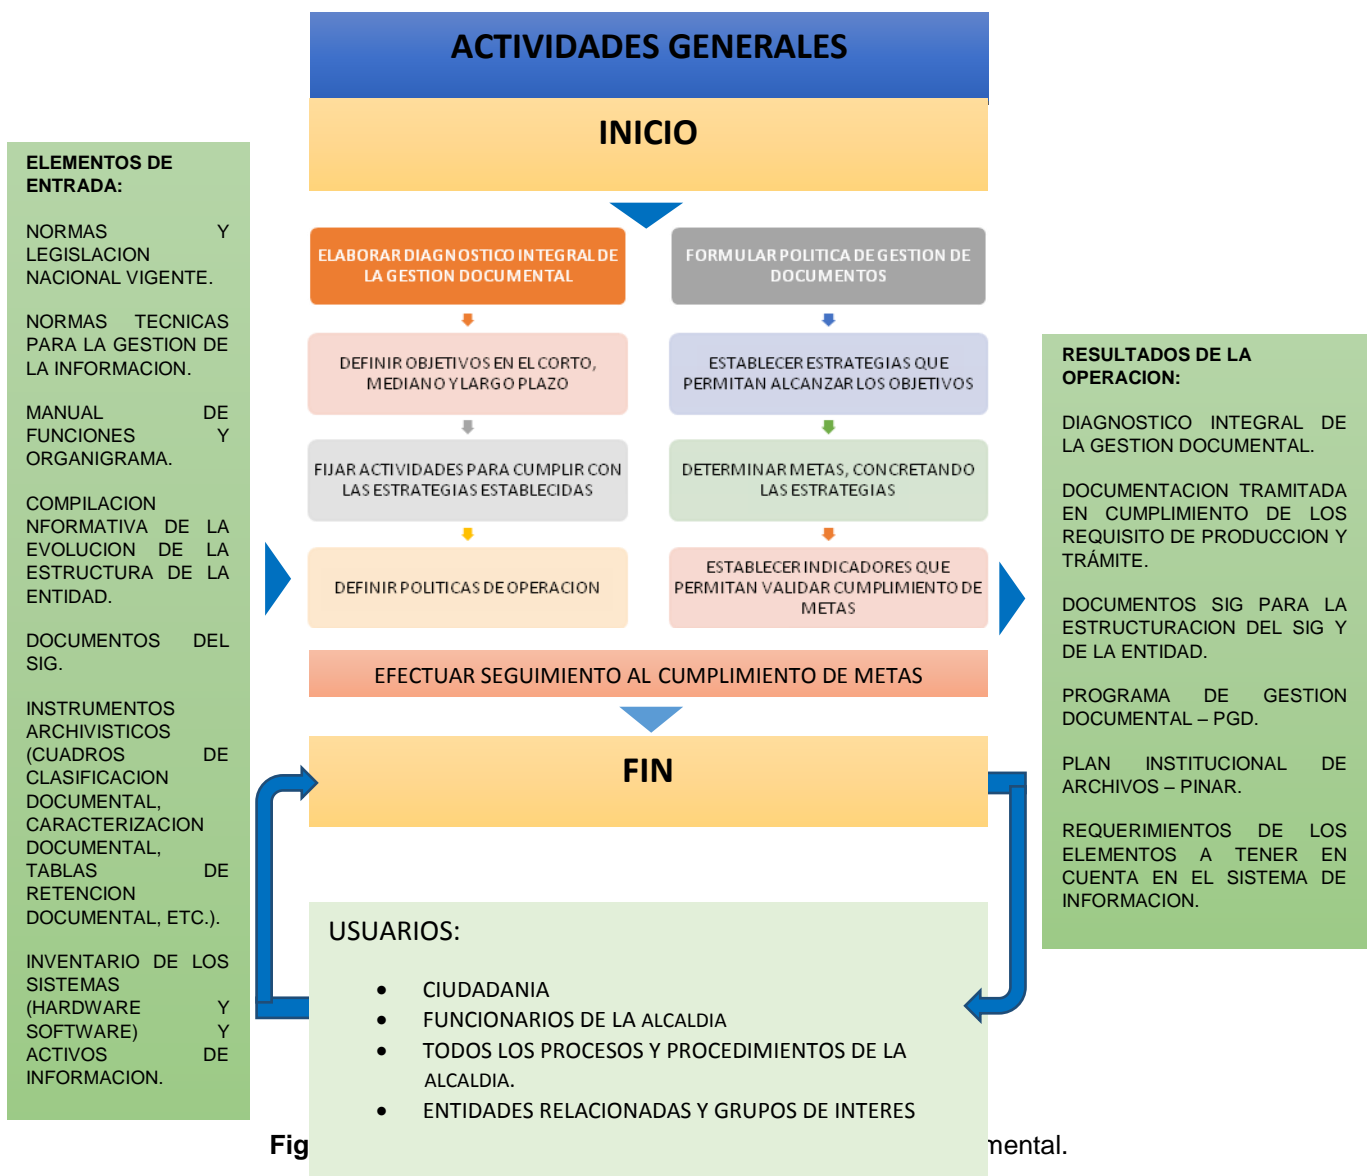 ACTIVIDADES GENERALES
INICIO
ELEMENTOS DE
ENTRADA:
NORMAS Y
LEGISLACION
NACIONAL VIGENTE.
NORMAS TECNICAS
PARA LA GESTION DE
LA INFORMACION.
MANUAL DE
FUNCIONES Y
ORGANIGRAMA.
COMPILACION
NFORMATIVA DE LA
EVOLUCION DE LA
ESTRUCTURA DE LA
ENTIDAD.
DOCUMENTOS DEL
SIG.
INSTRUMENTOS
ARCHIVISTICOS
(CUADROS DE
CLASIFICACION
DOCUMENTAL,
CARACTERIZACION
DOCUMENTAL,
TABLAS DE
RETENCION
DOCUMENTAL, ETC.).
INVENTARIO DE LOS
SISTEMAS
(HARDWARE Y
SOFTWARE) Y
ACTIVOS DE
INFORMACION.
ELABORAR DIAGNOSTICO INTEGRAL DE
LA GESTION DOCUMENTAL
DEFINIR OBJETIVOS EN EL CORTO,
MEDIANO Y LARGO PLAZO
FIJAR ACTIVIDADES PARA CUMPLIR CON
LAS ESTRATEGIAS ESTABLECIDAS
DEFINIR POLITICAS DE OPERACION
FORMULAR POLITICA DE GESTION DE
DOCUMENTOS
ESTABLECER ESTRATEGIAS QUE
PERMITAN ALCANZAR LOS OBJETIVOS
DETERMINAR METAS, CONCRETANDO
LAS ESTRATEGIAS
ESTABLECER INDICADORES QUE
PERMITAN VALIDAR CUMPLIMIENTO DE
METAS
EFECTUAR SEGUIMIENTO AL CUMPLIMIENTO DE METAS
FIN
RESULTADOS DE LA
OPERACION:
DIAGNOSTICO INTEGRAL DE
LA GESTION DOCUMENTAL.
DOCUMENTACION TRAMITADA
EN CUMPLIMIENTO DE LOS
REQUISITO DE PRODUCCION Y
TRÁMITE.
DOCUMENTOS SIG PARA LA
ESTRUCTURACION DEL SIG Y
DE LA ENTIDAD.
PROGRAMA DE GESTION
DOCUMENTAL – PGD.
PLAN INSTITUCIONAL DE
ARCHIVOS – PINAR.
REQUERIMIENTOS DE LOS
ELEMENTOS A TENER EN
CUENTA EN EL SISTEMA DE
INFORMACION.
USUARIOS:
• CIUDADANIA
• FUNCIONARIOS DE LA ALCALDIA
• TODOS LOS PROCESOS Y PROCEDIMIENTOS DE LA
ALCALDIA.
• ENTIDADES RELACIONADAS Y GRUPOS DE INTERES
Fig mental.